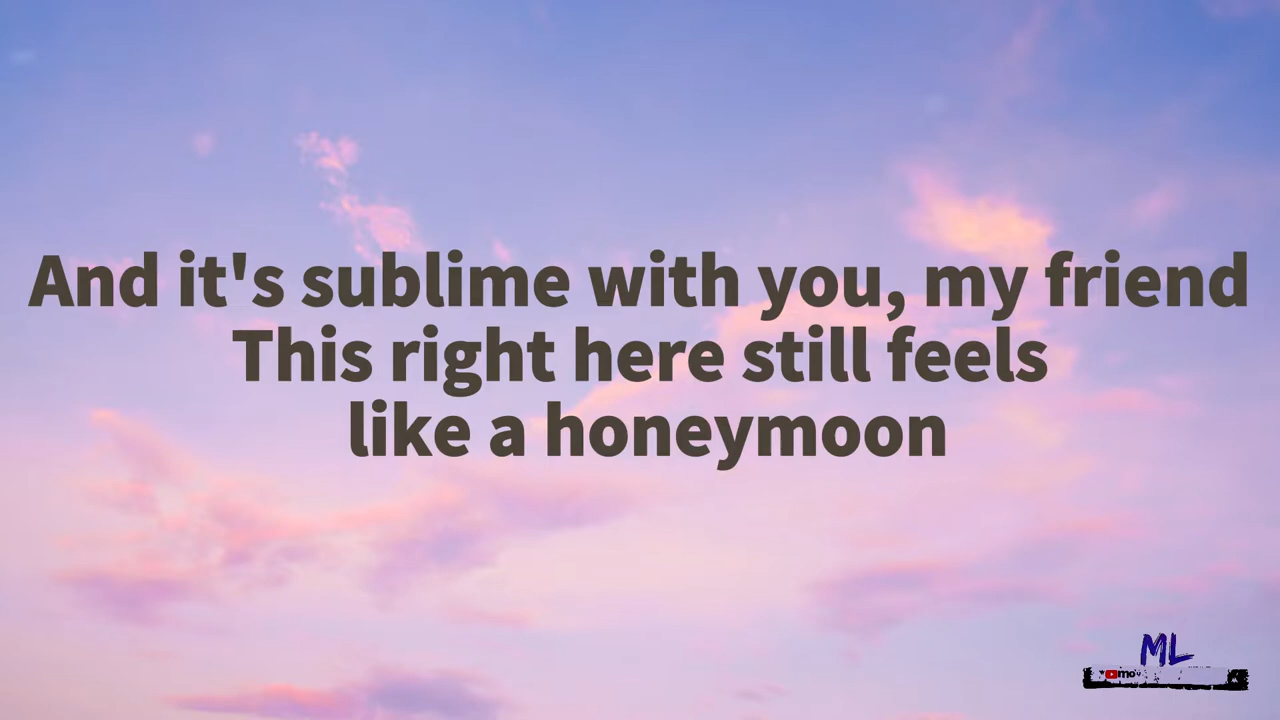 And it's sublime with you, my friend
This right here still feels
like a honeymoon
ML